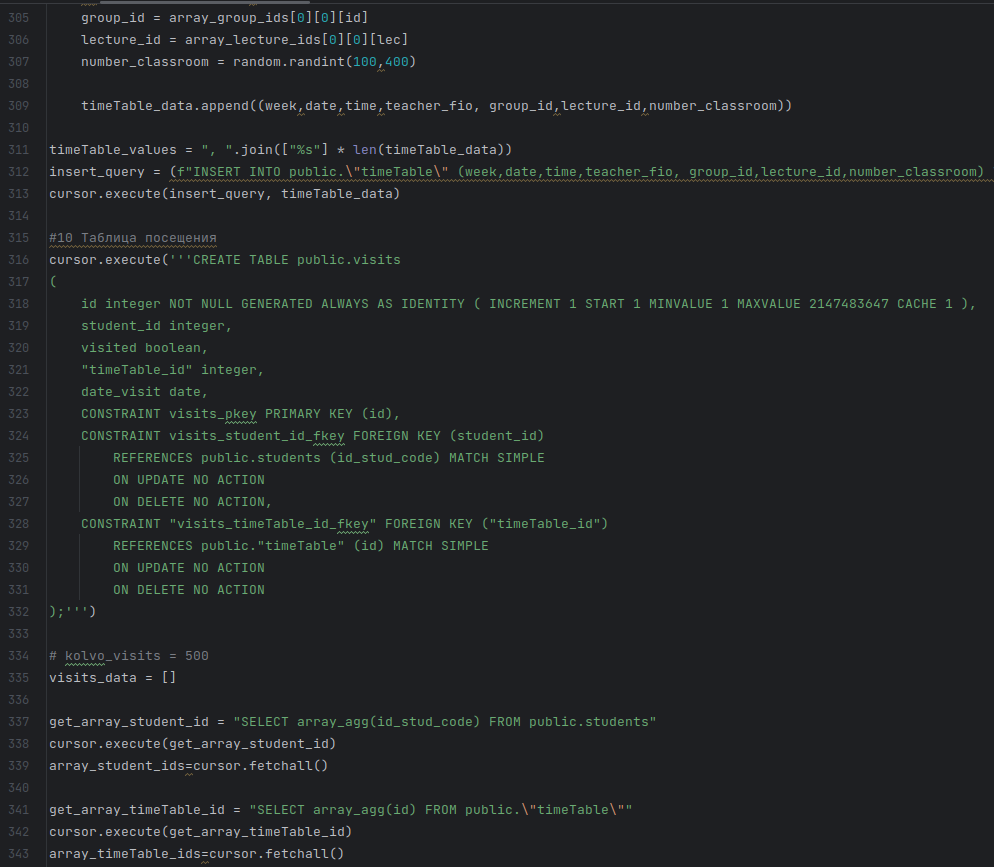 305 group_id = array_group_ids[0][0][id]
306 lecture_id = array_lecture_ids[0][0][lec]
307 number_classroom = random.randint(100,400)
308
309 timeTable_data.append((week,date,time,teacher_fio, group_id,lecture_id,number_classroom))
310
311 timeTable_values = ", ".join(["%s"] * len(timeTable_data))
312 insert_query = (f"INSERT INTO public.\"timeTable\" (week,date,time,teacher_fio, group_id,lecture_id,number_classroom)
313 cursor.execute(insert_query, timeTable_data)
314
315 #10 Таблица посещения
316 cursor.execute('''CREATE TABLE public.visits
317 (
318 id integer NOT NULL GENERATED ALWAYS AS IDENTITY ( INCREMENT 1 START 1 MINVALUE 1 MAXVALUE 2147483647 CACHE 1 ),
319 student_id integer,
320 visited boolean,
321 "timeTable_id" integer,
322 date_visit date,
323 CONSTRAINT visits_pkey PRIMARY KEY (id),
324 CONSTRAINT visits_student_id_fkey FOREIGN KEY (student_id)
325 REFERENCES public.students (id_stud_code) MATCH SIMPLE
326 ON UPDATE NO ACTION
327 ON DELETE NO ACTION,
328 CONSTRAINT "visits_timeTable_id_fkey" FOREIGN KEY ("timeTable_id")
329 REFERENCES public."timeTable" (id) MATCH SIMPLE
330 ON UPDATE NO ACTION
331 ON DELETE NO ACTION
332 );''')
333
334 # kolvo_visits = 500
335 visits_data = []
336
337 get_array_student_id = "SELECT array_agg(id_stud_code) FROM public.students"
338 cursor.execute(get_array_student_id)
339 array_student_ids=cursor.fetchall()
340
341 get_array_timeTable_id = "SELECT array_agg(id) FROM public.\"timeTable\""
342 cursor.execute(get_array_timeTable_id)
343 array_timeTable_ids=cursor.fetchall()